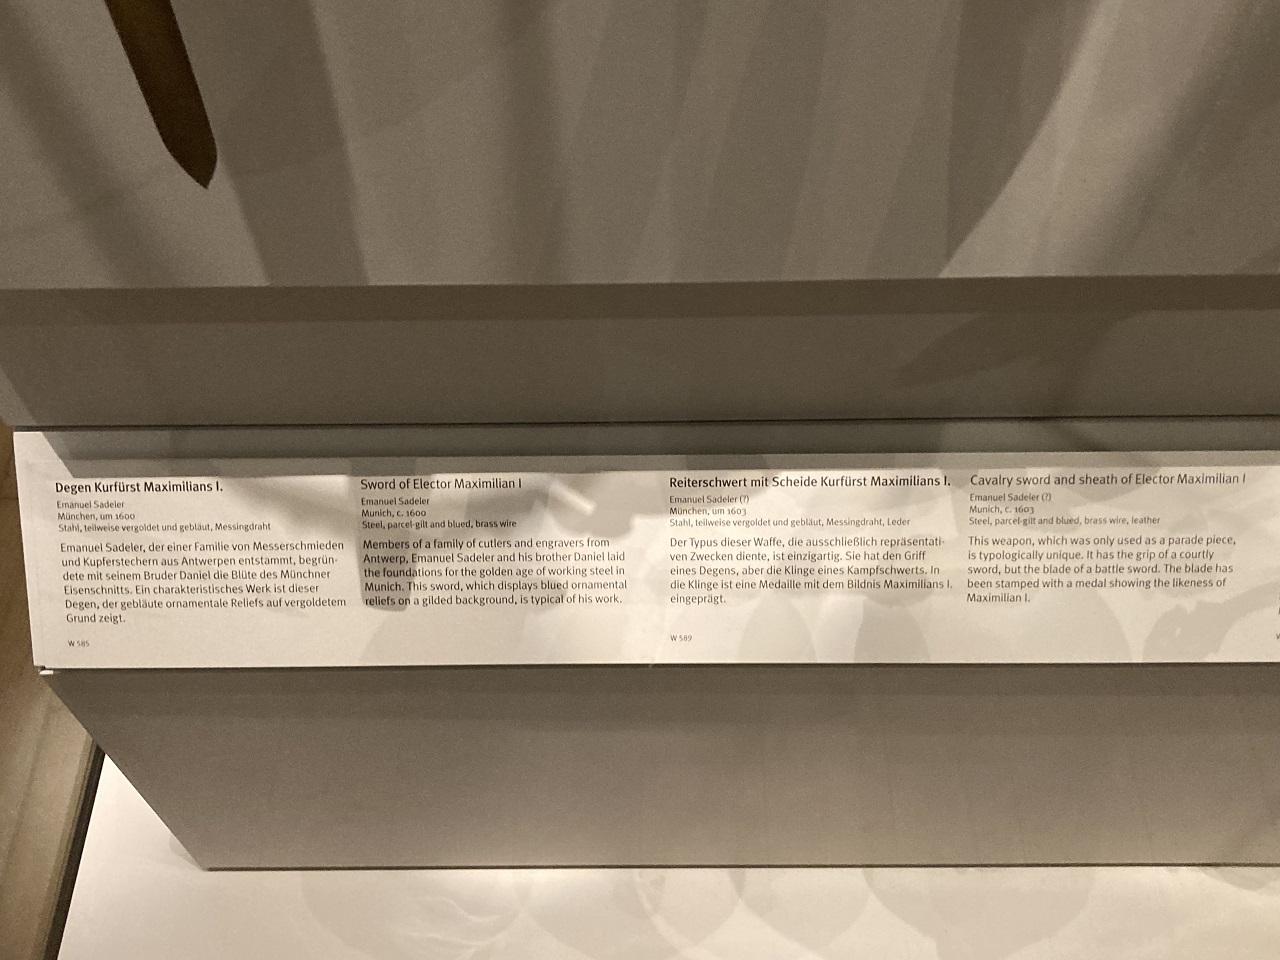 Degen Kurfürst Maximilians I.
Emanuel Sadeler
München, um 1600
Stahl, teilweise vergoldet und gebläut, Messingdraht
Emanuel Sadeler, der einer Familie von Messerschmieden
und Kupferstechern aus Antwerpen entstammt, begrün-
dete mit seinem Bruder Daniel die Blüte des Münchner
Eisenschnitts. Ein charakteristisches Werk ist dieser
Degen, der gebläute ornamentale Reliefs auf vergoldetem
Grund zeigt.
W 585
Sword of Elector Maximilian I
Emanuel Sadeler
Munich, c. 1600
Steel, parcel-gilt and blued, brass wire
Members of a family of cutlers and engravers from
Antwerp, Emanuel Sadeler and his brother Daniel laid
the foundations for the golden age of working steel in
Munich. This sword, which displays blued ornamental
reliefs on a gilded background, is typical of his work.
Reiterschwert mit Scheide Kurfürst Maximilians I.
Emanuel Sadeler (?)
München, um 1603
Stahl, teilweise vergoldet und gebläut, Messingdraht, Leder
Der Typus dieser Waffe, die ausschließlich repräsentati-
ven Zwecken diente, ist einzigartig. Sie hat den Griff
eines Degens, aber die Klinge eines Kampfschwerts. In
die Klinge ist eine Medaille mit dem Bildnis Maximilians I.
eingeprägt.
W 589
Cavalry sword and sheath of Elector Maximilian I
Emanuel Sadeler (?)
Munich, c. 1603
Steel, parcel-gilt and blued, brass wire, leather
This weapon, which was only used as a parade piece,
is typologically unique. It has the grip of a courtly
sword, but the blade of a battle sword. The blade has
been stamped with a medal showing the likeness of
Maximilian I.